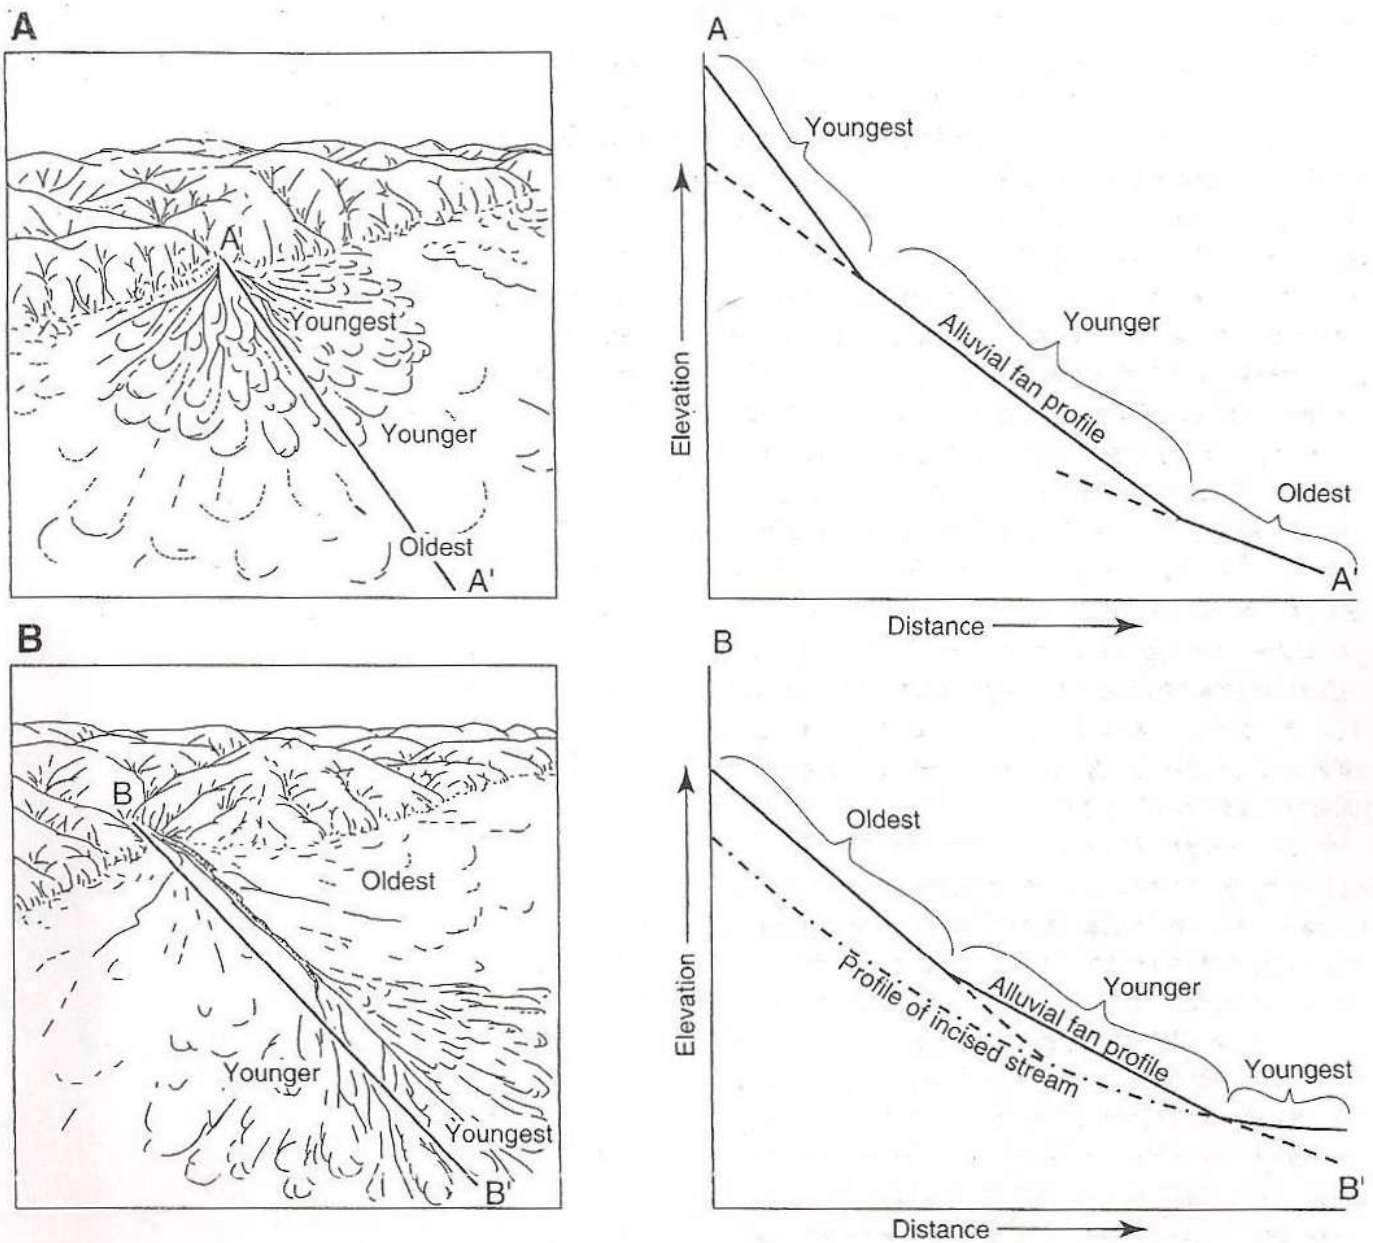 A
A
Youngest
Younger
Oldest
A'
A
Youngest
Younger
Alluvial fan profile
Oldest
A'
Elevation
Distance
B
B
Oldest
Younger
Youngest
B'
B
Oldest
Younger
Alluvial fan profile
Profile of incised stream
Youngest
B'
Elevation
Distance